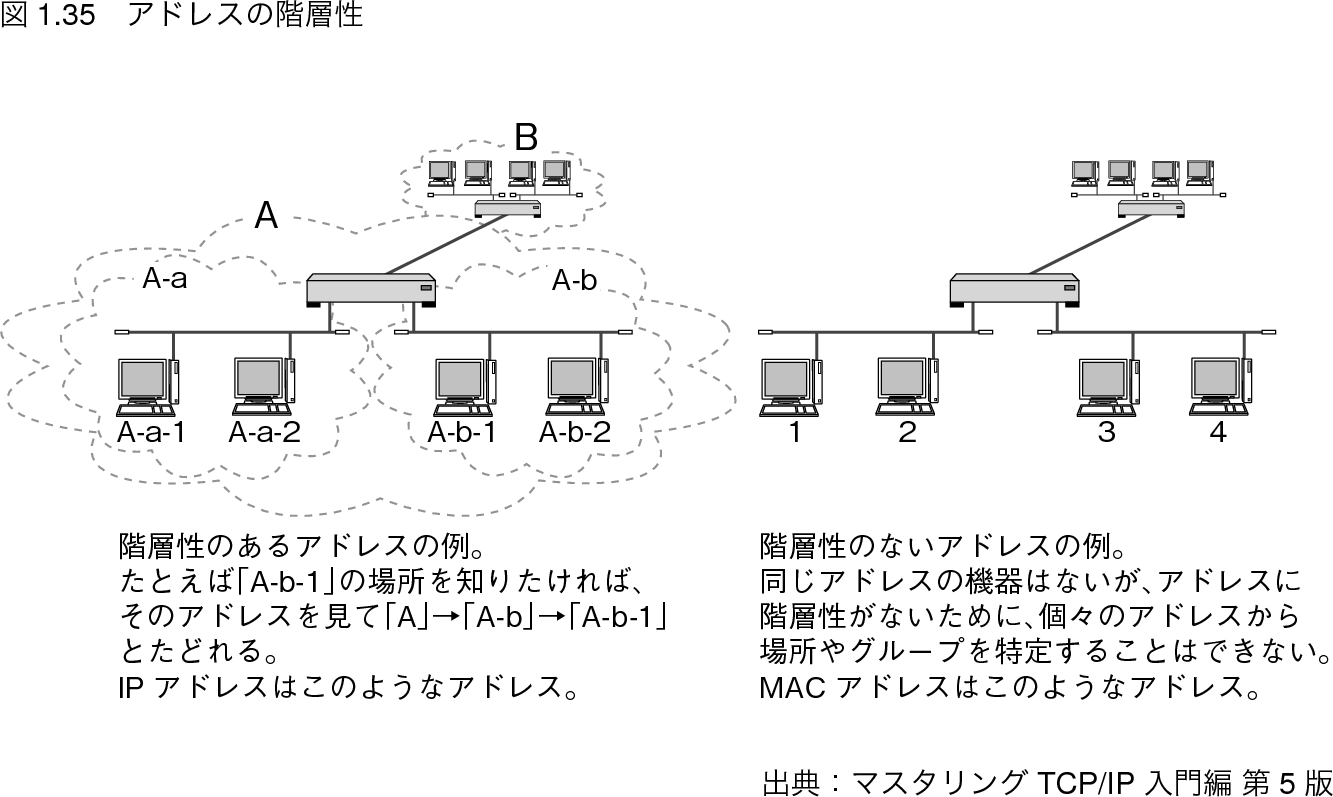 図 1.35　アドレスの階層性
B
A
A-a
A-b
A-a-1
A-a-2
A-b-1
A-b-2
1
2
3
4
階層性のあるアドレスの例。
たとえば「A-b-1」の場所を知りたければ、
そのアドレスを見て「A」→「A-b」→「A-b-1」
とたどれる。
IP アドレスはこのようなアドレス。
階層性のないアドレスの例。
同じアドレスの機器はないが、アドレスに
階層性がないために、個々のアドレスから
場所やグループを特定することはできない。
MAC アドレスはこのようなアドレス。
出典：マスタリング TCP/IP 入門編 第 5 版